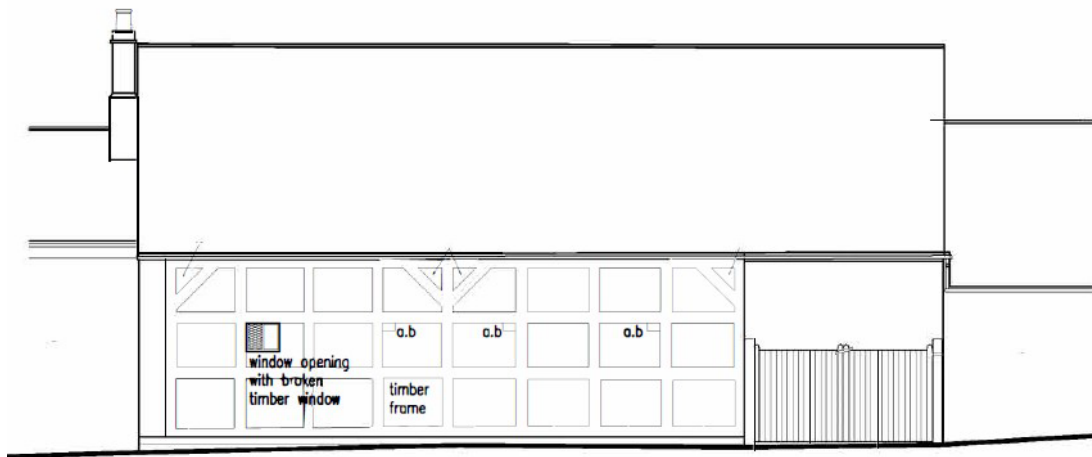 a.b a.b a.b
window opening
with broken
timber window
timber
frame